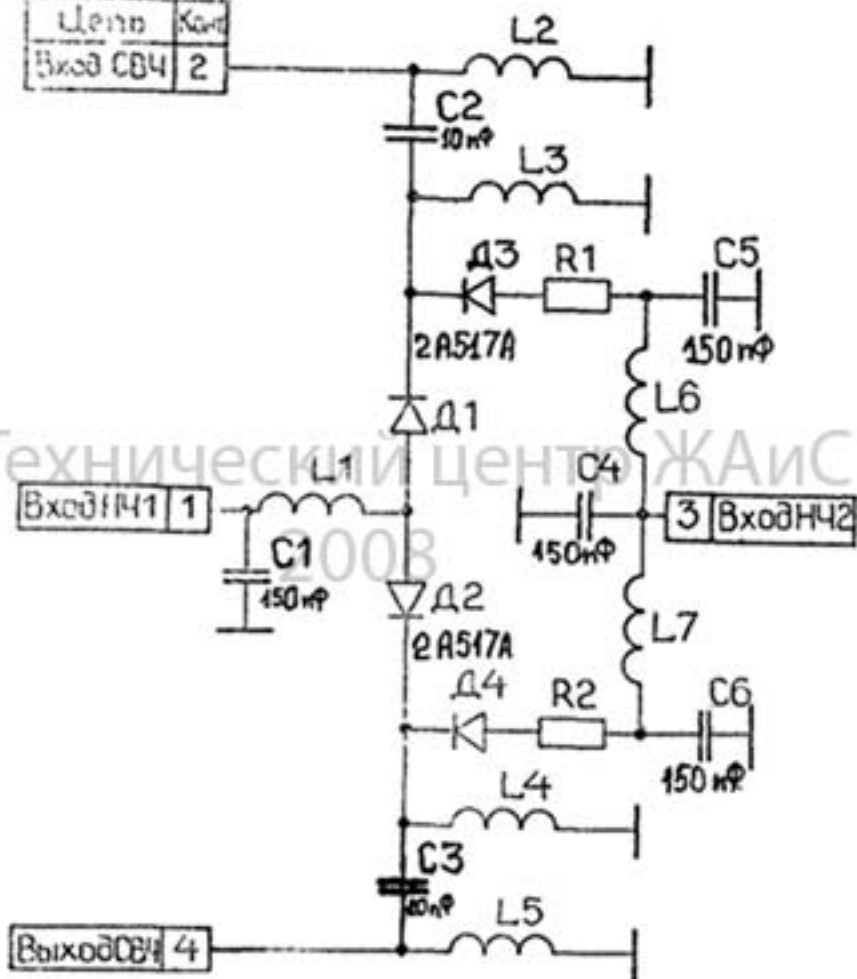 Цепь Конт
Вход СВЧ 2
L2
C2
10пФ
L3
Д3
R1
C5
2А517А
150пФ
L6
Д1
Технический центр ЖАиС
2008
L1
C4
Вход НЧ1 1
3 Вход НЧ2
C1
150пФ
150пФ
Д2
2А517А
L7
Д4
R2
C6
150пФ
L4
C3
Выход СВЧ 4
L5